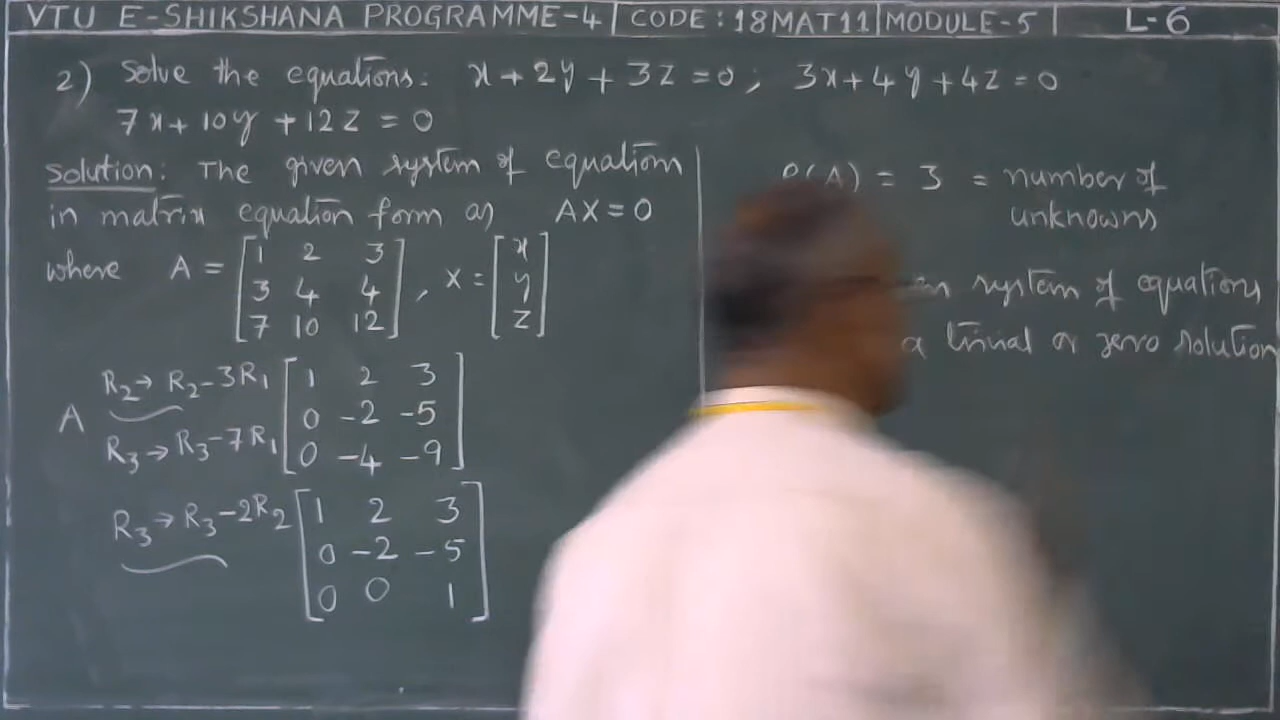 VTU E-SHIKSHANA PROGRAMME-4 | CODE: 18MAT11 | MODULE-5 | L-6
2) Solve the equations: x+2y+3z=0; 3x+4y+4z=0
7x+10y+12z=0
Solution: The given system of equation
in matrix equation form as AX=0
where A = [1 2 3
3 4 4
7 10 12], X = [x
y
z]
A R2→R2-3R1
R3→R3-7R1
[1 2 3
0 -2 -5
0 -4 -9]
R3→R3-2R2
[1 2 3
0 -2 -5
0 0 1]
ρ(A) = 3 = number of
unknowns
system of equations
a trivial or zero solution